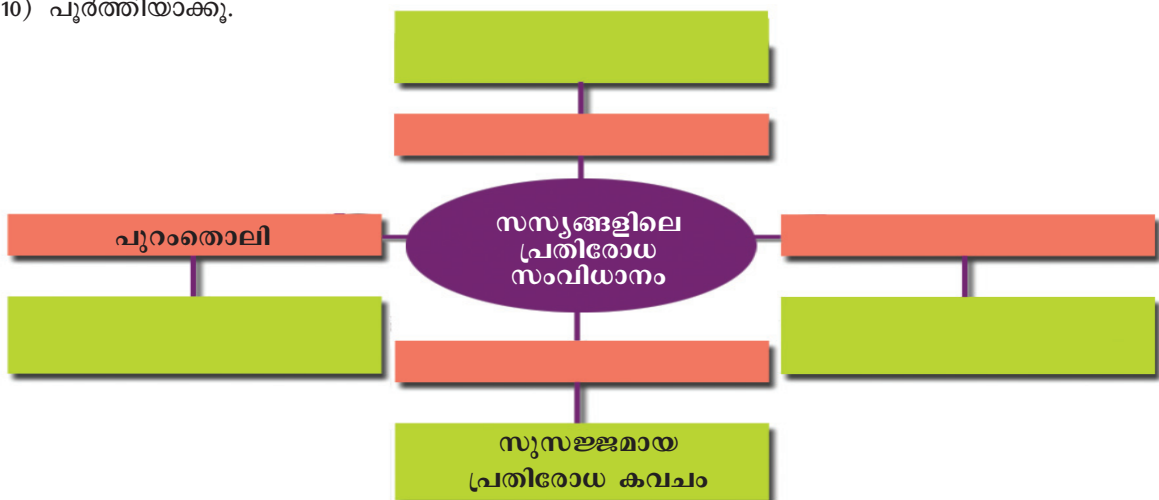 10) പൂർത്തിയാക്കൂ.
പുറംതൊലി
സസ്യങ്ങളിലെ
പ്രതിരോധ
സംവിധാനം
സുസജ്ജമായ
പ്രതിരോധ കവചം